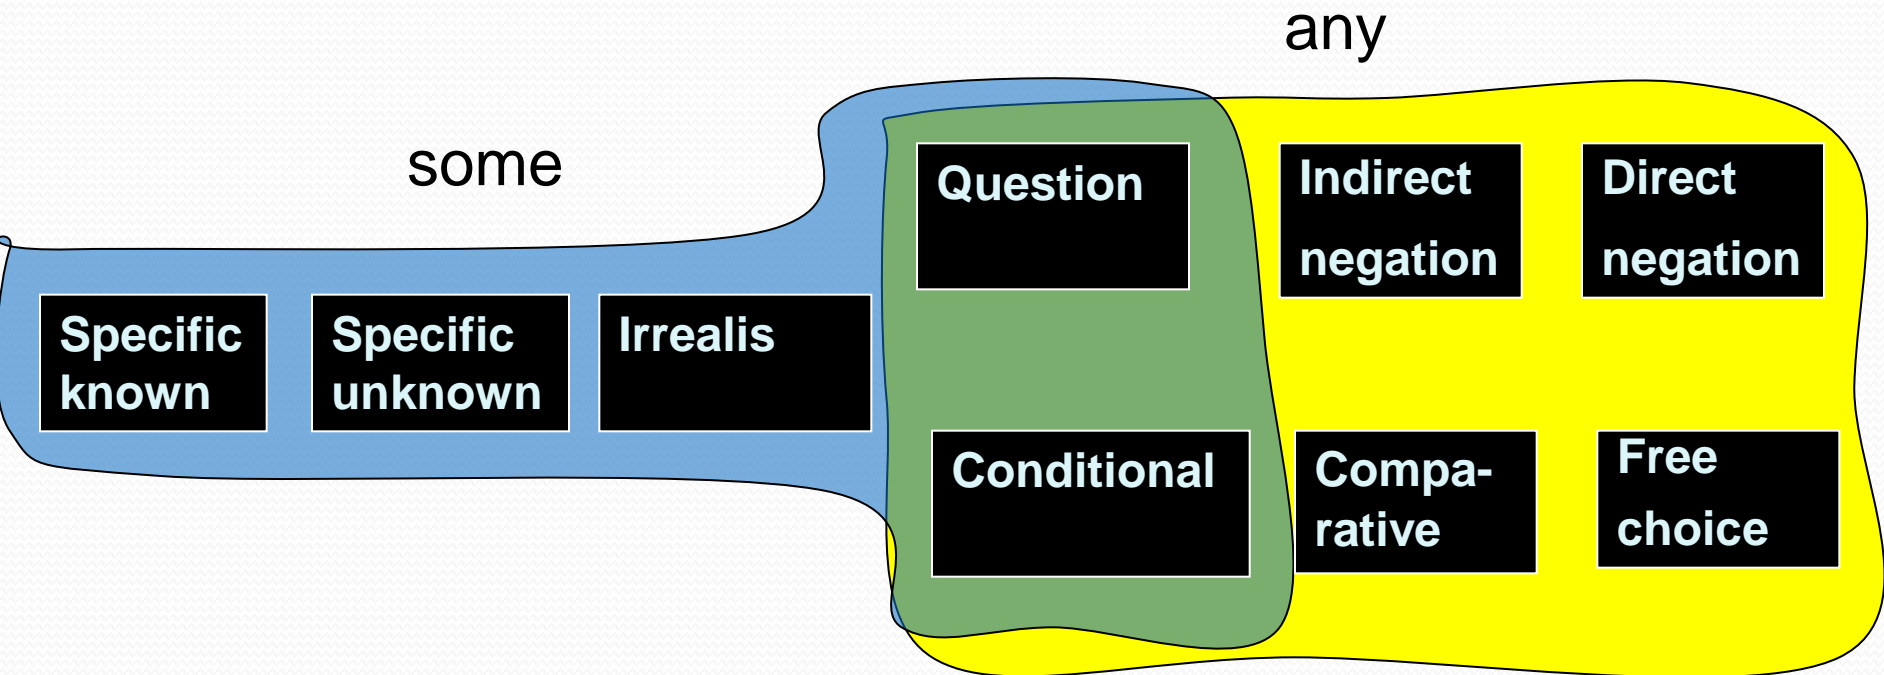 any
some
Question
Indirect
negation
Direct
negation
Specific
known
Specific
unknown
Irrealis
Conditional
Compa-
rative
Free
choice